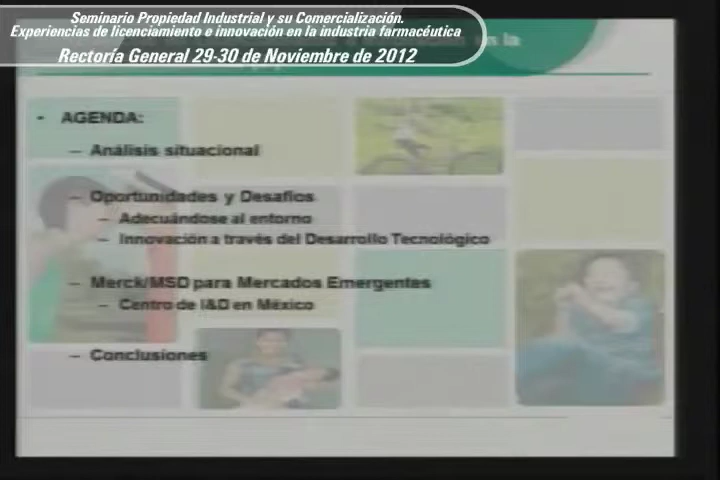 Seminario Propiedad Industrial y su Comercialización.
Experiencias de licenciamiento e innovación en la industria farmacéutica
Rectoría General 29-30 de Noviembre de 2012
en la
• AGENDA:
– Análisis situacional
– Oportunidades y Desafíos
– Adecuándose al entorno
– Innovación a través del Desarrollo Tecnológico
– Merck/MSD para Mercados Emergentes
– Centro de I&D en México
– Conclusiones